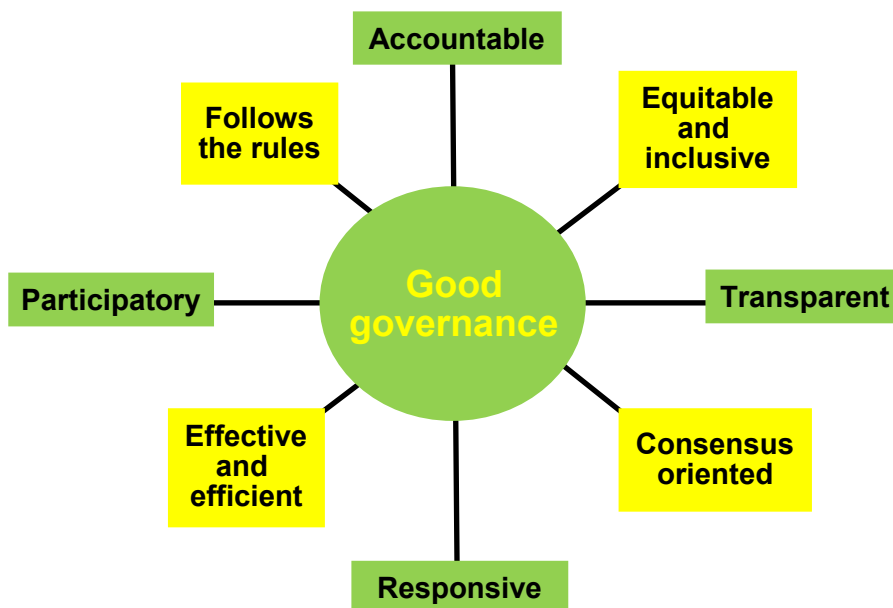 Accountable
Follows
the rules
Equitable
and
inclusive
Participatory
Good
governance
Transparent
Effective
and
efficient
Consensus
oriented
Responsive